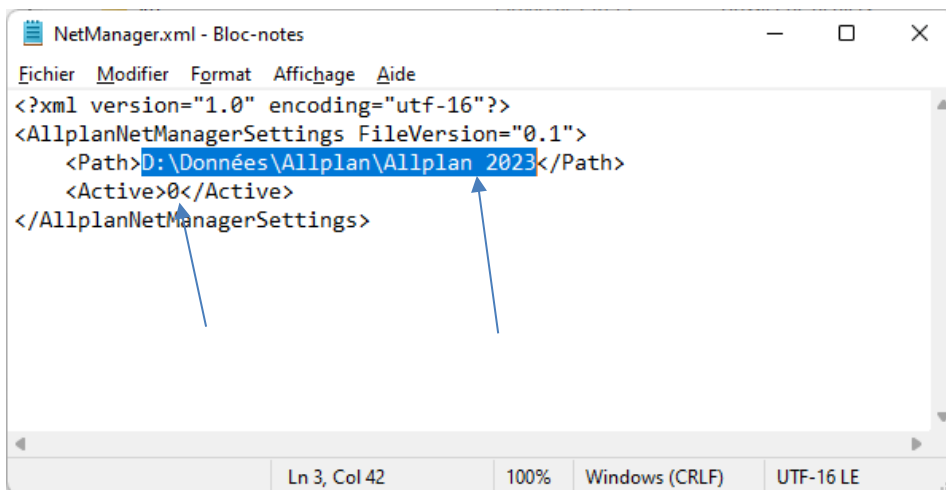 NetManager.xml - Bloc-notes
Fichier Modifier Format Affichage Aide
<?xml version="1.0" encoding="utf-16"?>
<AllplanNetManagerSettings FileVersion="0.1">
<Path>D:\Données\Allplan\Allplan 2023</Path>
<Active>0</Active>
</AllplanNetManagerSettings>
Ln 3, Col 42 100% Windows (CRLF) UTF-16 LE